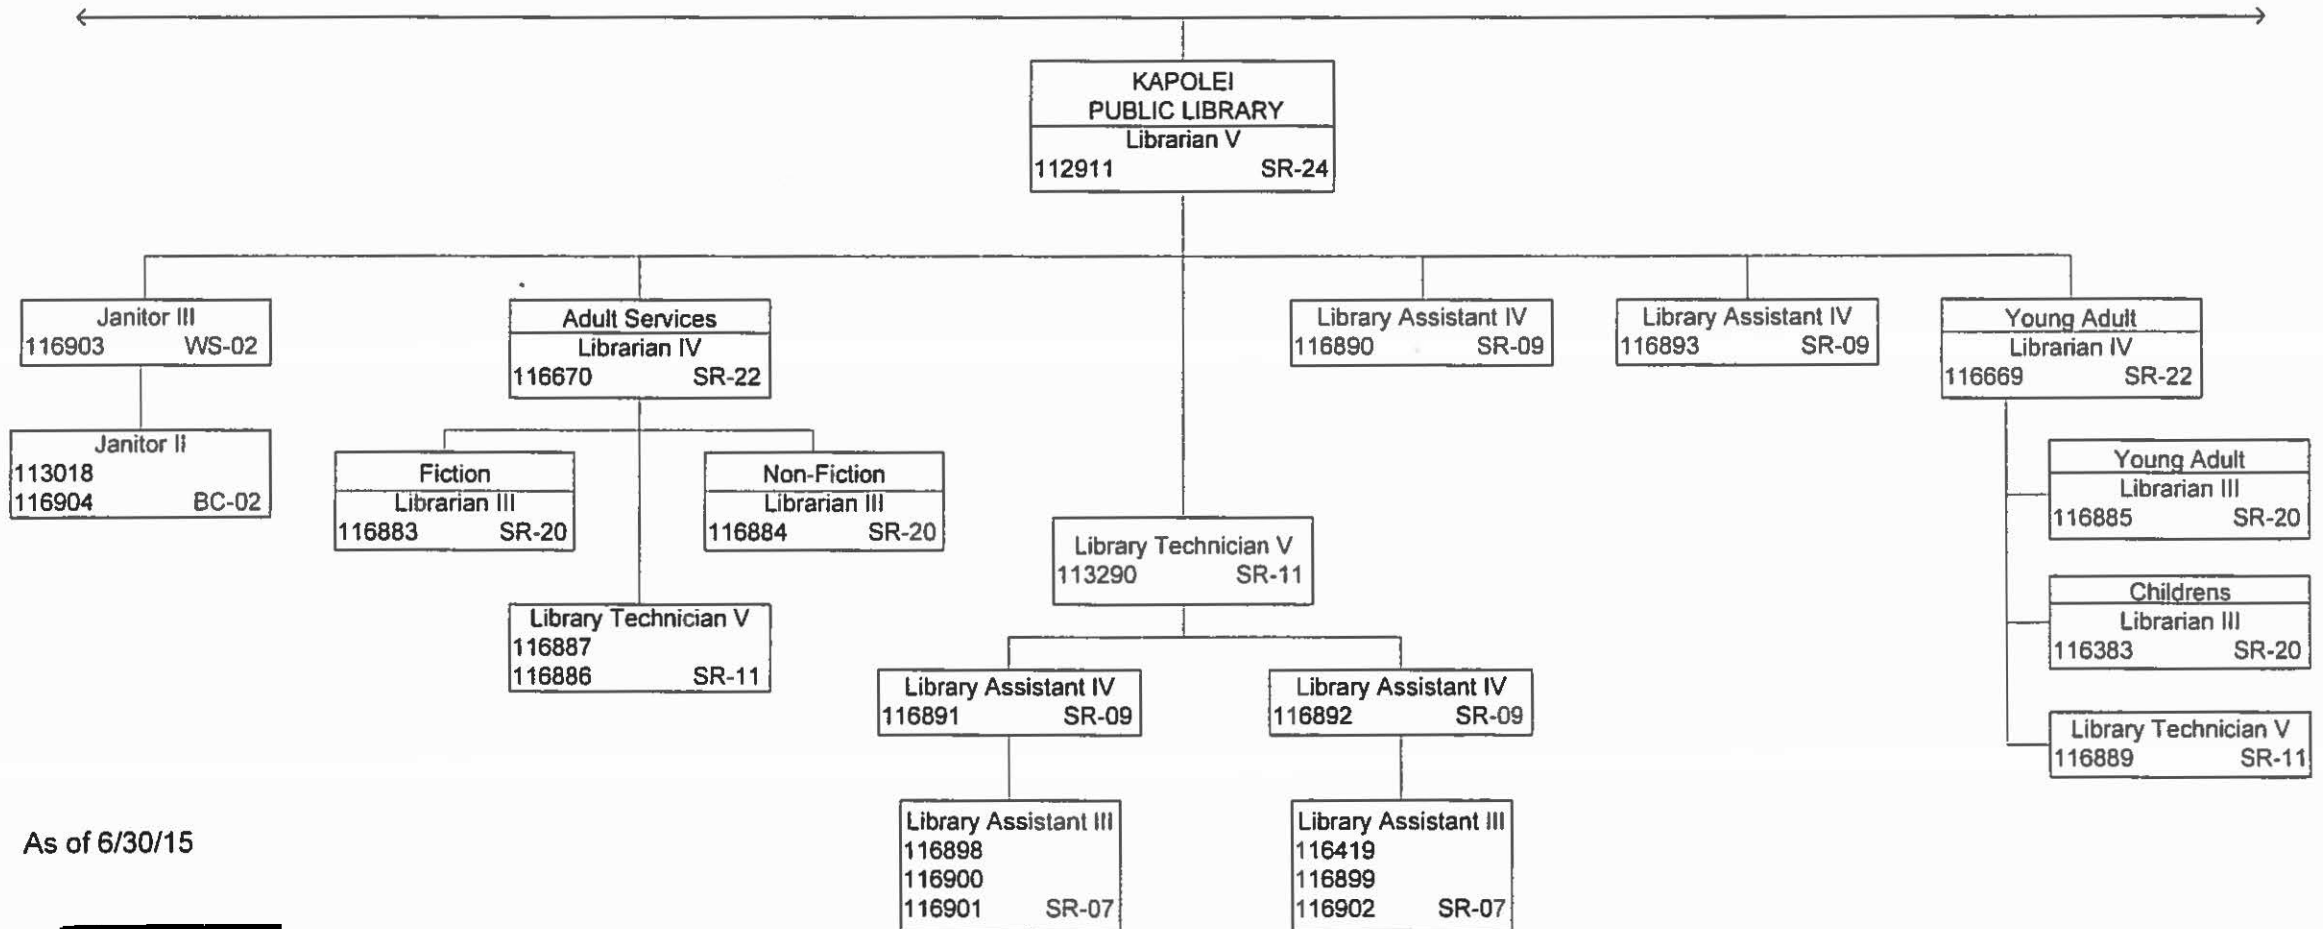 KAPOLEI
PUBLIC LIBRARY
Librarian V
112911 SR-24
Janitor III
116903 WS-02
Janitor II
113018
116904 BC-02
Adult Services
Librarian IV
116670 SR-22
Fiction
Librarian III
116883 SR-20
Non-Fiction
Librarian III
116884 SR-20
Library Technician V
116887
116886 SR-11
Library Technician V
113290 SR-11
Library Assistant IV
116891 SR-09
Library Assistant III
116898
116900
116901 SR-07
Library Assistant IV
116892 SR-09
Library Assistant III
116419
116899
116902 SR-07
Library Assistant IV
116890 SR-09
Library Assistant IV
116893 SR-09
Young Adult
Librarian IV
116669 SR-22
Young Adult
Librarian III
116885 SR-20
Childrens
Librarian III
116383 SR-20
Library Technician V
116889 SR-11
As of 6/30/15